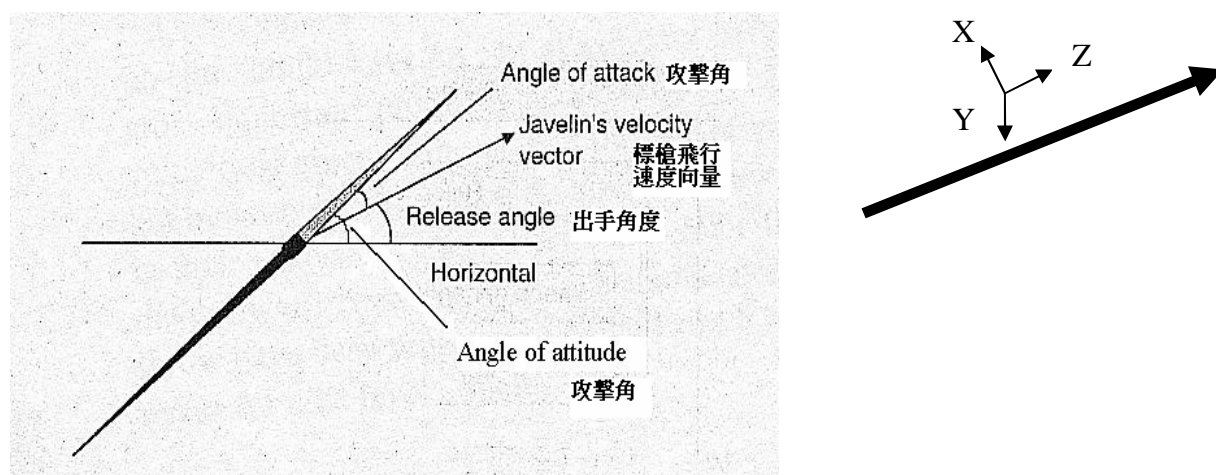 Angle of attack 攻擊角
Javelin's velocity
vector 標槍飛行
速度向量
Release angle 出手角度
Horizontal
Angle of attitude
攻擊角
X
Z
Y